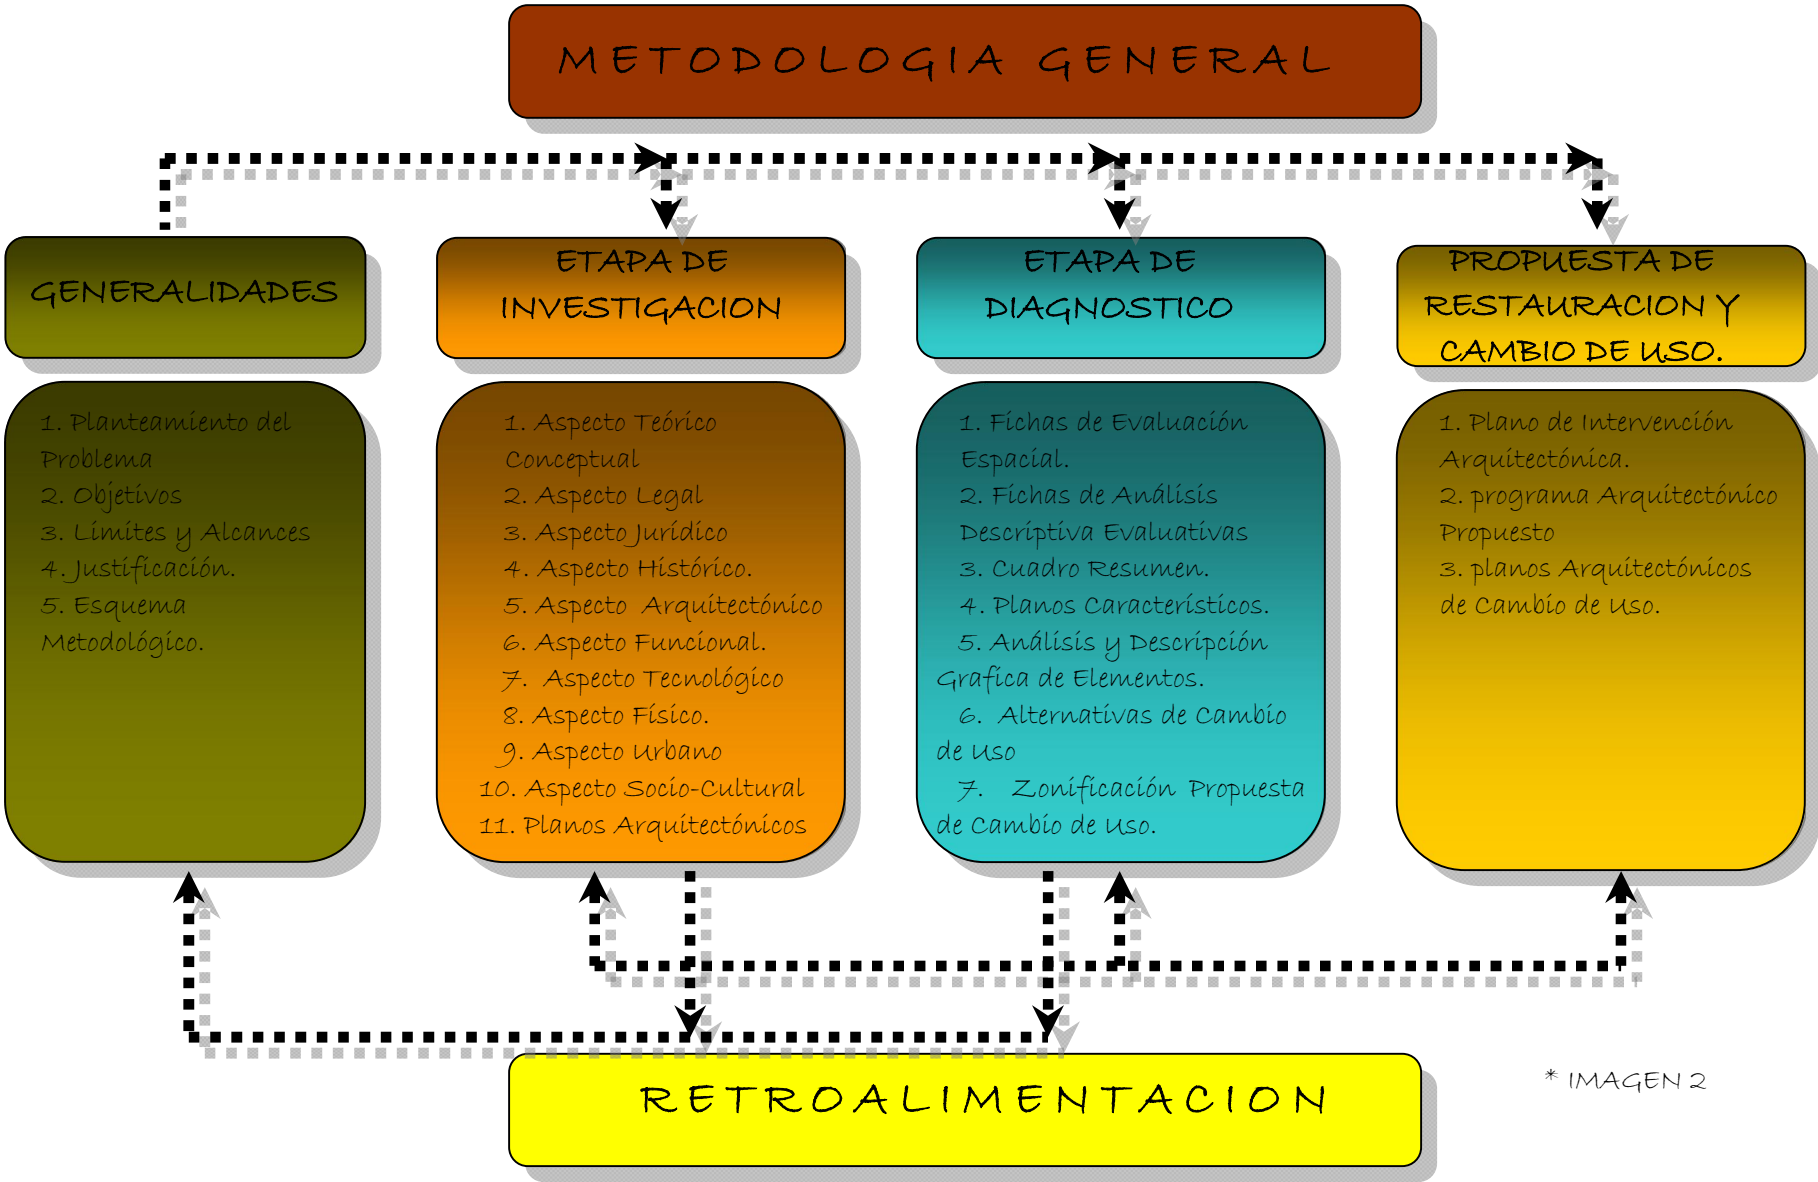 METODOLOGIA GENERAL
GENERALIDADES
1. Planteamiento del
Problema
2. Objetivos
3. Limites y Alcances
4. Justificación.
5. Esquema
Metodológico.
ETAPA DE
INVESTIGACION
1. Aspecto Teórico
Conceptual
2. Aspecto Legal
3. Aspecto Jurídico
4. Aspecto Histórico.
5. Aspecto Arquitectónico
6. Aspecto Funcional.
7. Aspecto Tecnológico
8. Aspecto Físico.
9. Aspecto Urbano
10. Aspecto Socio-Cultural
11. Planos Arquitectónicos
ETAPA DE
DIAGNOSTICO
1. Fichas de Evaluación
Espacial.
2. Fichas de Análisis
Descriptiva Evaluativas
3. Cuadro Resumen.
4. Planos Característicos.
5. Análisis y Descripción
Grafica de Elementos.
6. Alternativas de Cambio
de Uso
7. Zonificación Propuesta
de Cambio de Uso.
PROPUESTA DE
RESTAURACION Y
CAMBIO DE USO.
1. Plano de Intervención
Arquitectónica.
2. programa Arquitectónico
Propuesto
3. planos Arquitectónicos
de Cambio de Uso.
RETROALIMENTACION
* IMAGEN 2